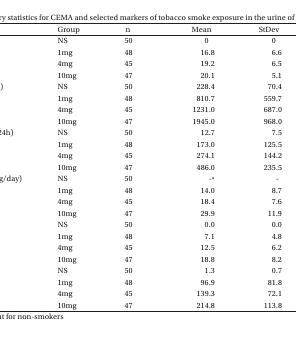 ry statistics for CEMA and selected markers of tobacco smoke exposure in the urine of
Group n Mean StDev
NS 50 0 0
1mg 48 16.8 6.6
4mg 45 19.2 6.5
10mg 47 20.1 5.1
) NS 50 228.4 70.4
1mg 48 810.7 559.7
4mg 45 1231.0 687.0
10mg 47 1945.0 968.0
24h) NS 50 12.7 7.5
1mg 48 173.0 125.5
4mg 45 274.1 144.2
10mg 47 486.0 235.5
g/day) NS 50 -* -
1mg 48 14.0 8.7
4mg 45 18.4 7.6
10mg 47 29.9 11.9
NS 50 0.0 0.0
1mg 48 7.1 4.8
4mg 45 12.5 6.2
10mg 47 18.8 8.2
NS 50 1.3 0.7
1mg 48 96.9 81.8
4mg 45 139.3 72.1
10mg 47 214.8 113.8
nt for non-smokers